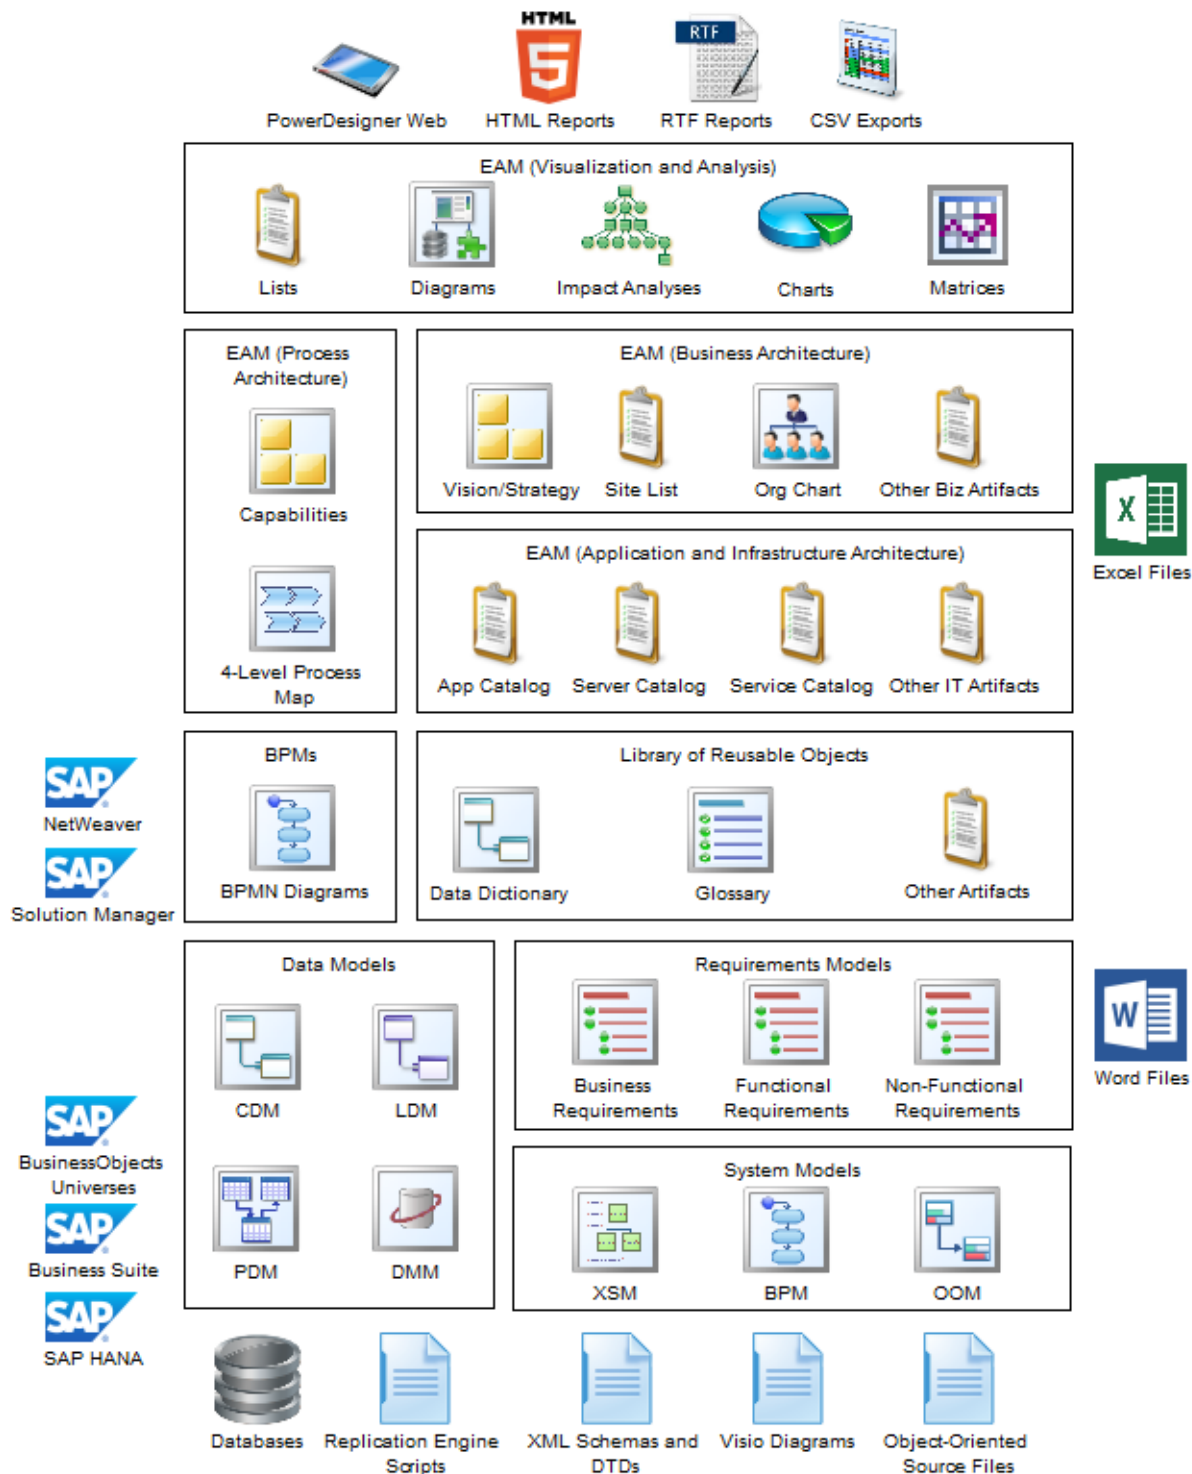 HTML
5
RTF
PowerDesigner Web
HTML Reports
RTF Reports
CSV Exports
EAM (Visualization and Analysis)
Lists
Diagrams
Impact Analyses
Charts
Matrices
EAM (Process
Architecture)
Capabilities
4-Level Process
Map
EAM (Business Architecture)
Vision/Strategy
Site List
Org Chart
Other Biz Artifacts
X
Excel Files
EAM (Application and Infrastructure Architecture)
App Catalog
Server Catalog
Service Catalog
Other IT Artifacts
SAP
NetWeaver
SAP
Solution Manager
BPMs
BPMN Diagrams
Library of Reusable Objects
Data Dictionary
Glossary
Other Artifacts
Data Models
CDM
LDM
PDM
DMM
Requirements Models
Business
Requirements
Functional
Requirements
Non-Functional
Requirements
W
Word Files
SAP
BusinessObjects
Universes
SAP
Business Suite
SAP
SAP HANA
System Models
XSM
BPM
OOM
Databases
Replication Engine
Scripts
XML Schemas and
DTDs
Visio Diagrams
Object-Oriented
Source Files